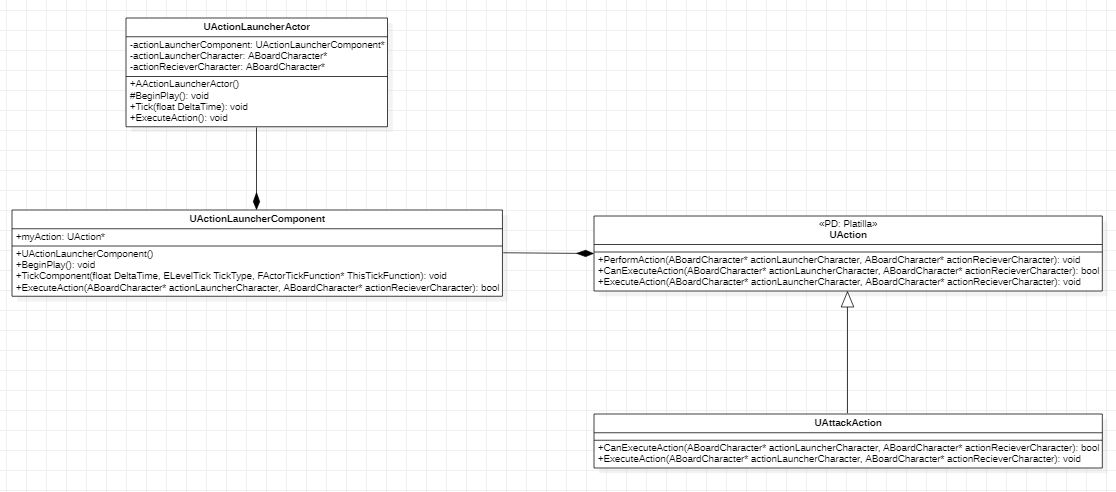 UActionLauncherActor
-actionLauncherComponent: UActionLauncherComponent*
-actionLauncherCharacter: ABoardCharacter*
-actionRecieverCharacter: ABoardCharacter*
+AActionLauncherActor()
#BeginPlay(): void
+Tick(float DeltaTime): void
+ExecuteAction(): void
UActionLauncherComponent
+myAction: UAction*
+UActionLauncherComponent()
+BeginPlay(): void
+TickComponent(float DeltaTime, ELevelTick TickType, FActorTickFunction* ThisTickFunction): void
+ExecuteAction(ABoardCharacter* actionLauncherCharacter, ABoardCharacter* actionRecieverCharacter): bool
«PD: Platilla»
UAction
+PerformAction(ABoardCharacter* actionLauncherCharacter, ABoardCharacter* actionRecieverCharacter): void
+CanExecuteAction(ABoardCharacter* actionLauncherCharacter, ABoardCharacter* actionRecieverCharacter): bool
+ExecuteAction(ABoardCharacter* actionLauncherCharacter, ABoardCharacter* actionRecieverCharacter): void
UAttackAction
+CanExecuteAction(ABoardCharacter* actionLauncherCharacter, ABoardCharacter* actionRecieverCharacter): bool
+ExecuteAction(ABoardCharacter* actionLauncherCharacter, ABoardCharacter* actionRecieverCharacter): void